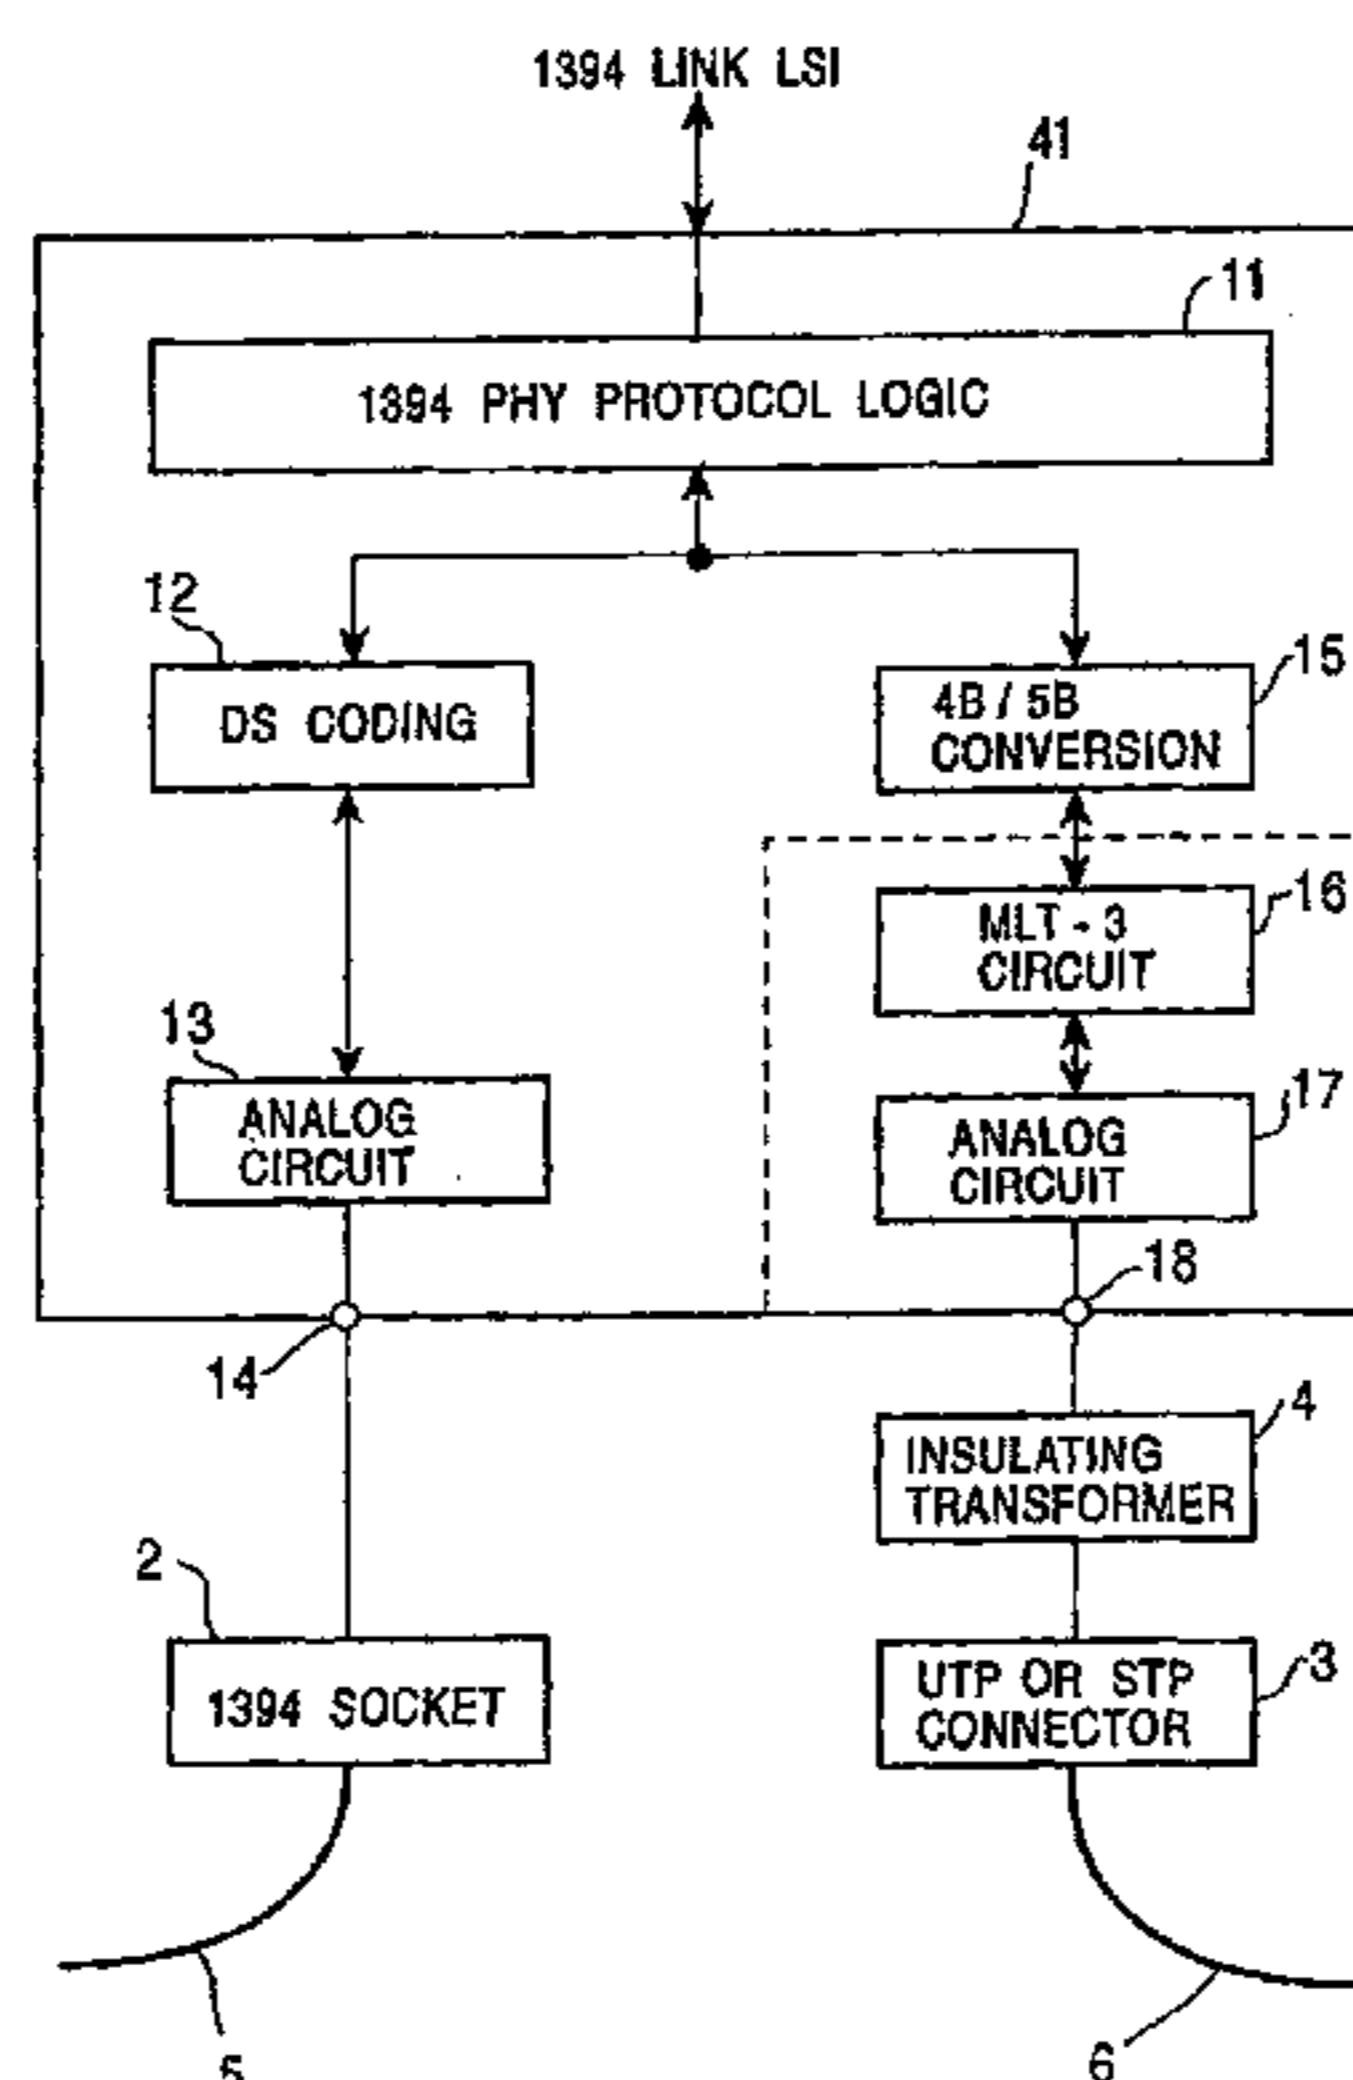 1394 LINK LSI
41
11
1394 PHY PROTOCOL LOGIC
12
DS CODING
15
4B / 5B
CONVERSION
16
MLT - 3
CIRCUIT
13
ANALOG
CIRCUIT
17
ANALOG
CIRCUIT
14
18
4
INSULATING
TRANSFORMER
2
1394 SOCKET
3
UTP OR STP
CONNECTOR
5
6